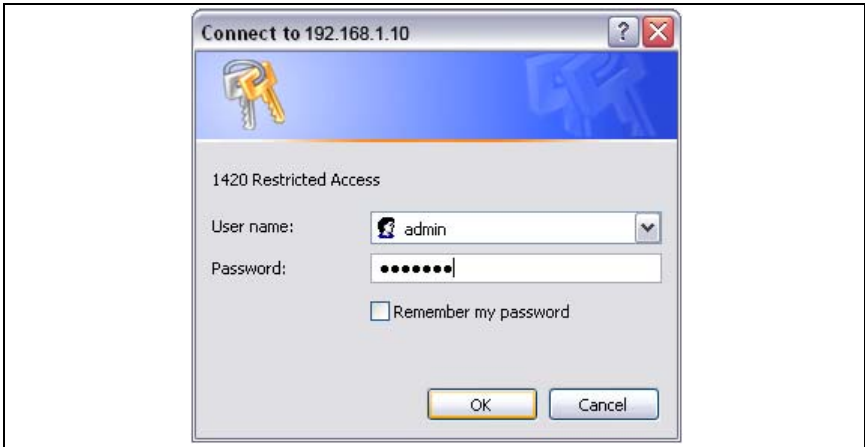 Connect to 192.168.1.10
?
1420 Restricted Access
User name:
admin
Password:
●●●●●●●
Remember my password
OK
Cancel